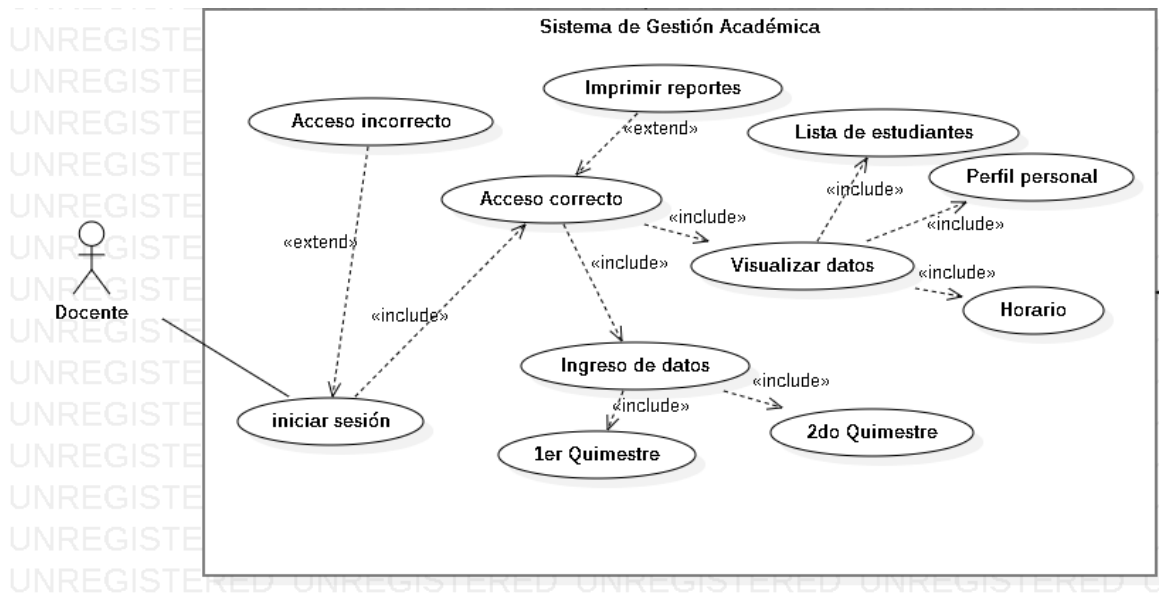 Sistema de Gestión Académica
Imprimir reportes
Acceso incorrecto
«extend»
Lista de estudiantes
Perfil personal
Acceso correcto
«include»
«include»
«include»
«extend»
«include»
Visualizar datos
«include»
Docente
Horario
«include»
Ingreso de datos
«include»
«include»
iniciar sesión
2do Quimestre
1er Quimestre
UNREGISTERED UNREGISTERED UNREGISTERED UNREGISTERED